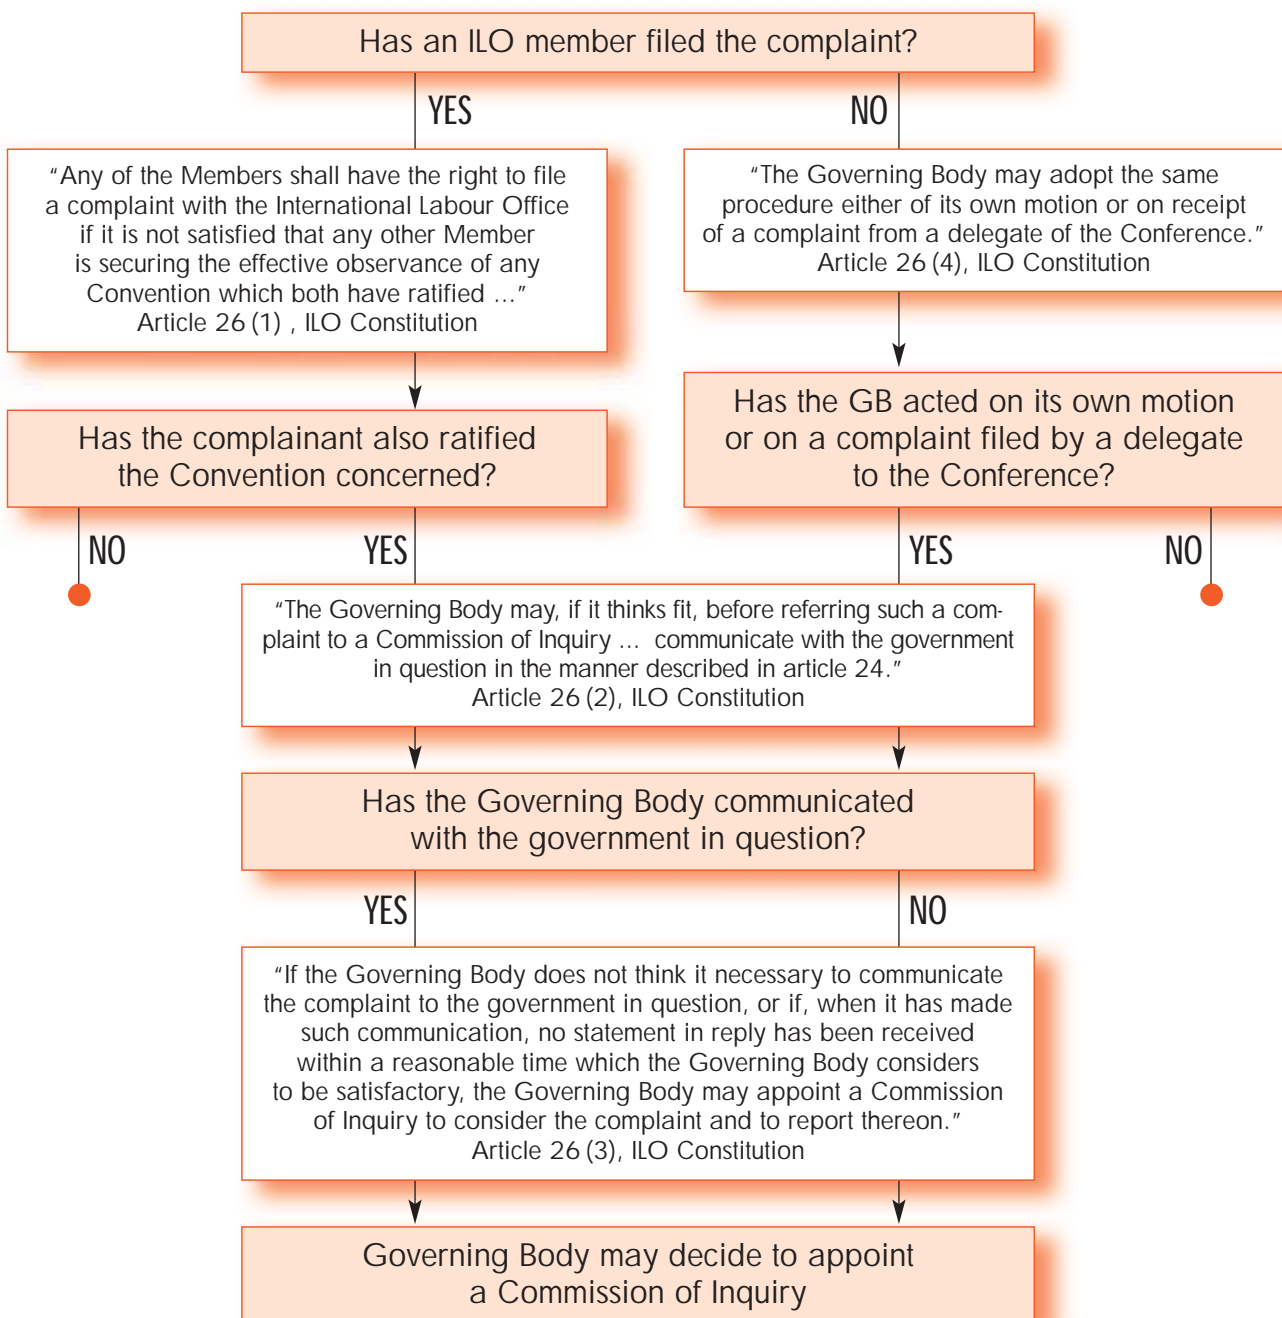 Has an ILO member filed the complaint?
YES
NO
“Any of the Members shall have the right to file
a complaint with the International Labour Office
if it is not satisfied that any other Member
is securing the effective observance of any
Convention which both have ratified ...”
Article 26 (1) , ILO Constitution
“The Governing Body may adopt the same
procedure either of its own motion or on receipt
of a complaint from a delegate of the Conference.”
Article 26 (4), ILO Constitution
Has the complainant also ratified
the Convention concerned?
Has the GB acted on its own motion
or on a complaint filed by a delegate
to the Conference?
NO
YES
YES
NO
“The Governing Body may, if it thinks fit, before referring such a com-
plaint to a Commission of Inquiry ... communicate with the government
in question in the manner described in article 24.”
Article 26 (2), ILO Constitution
Has the Governing Body communicated
with the government in question?
YES
NO
“If the Governing Body does not think it necessary to communicate
the complaint to the government in question, or if, when it has made
such communication, no statement in reply has been received
within a reasonable time which the Governing Body considers
to be satisfactory, the Governing Body may appoint a Commission
of Inquiry to consider the complaint and to report thereon.”
Article 26 (3), ILO Constitution
Governing Body may decide to appoint
a Commission of Inquiry